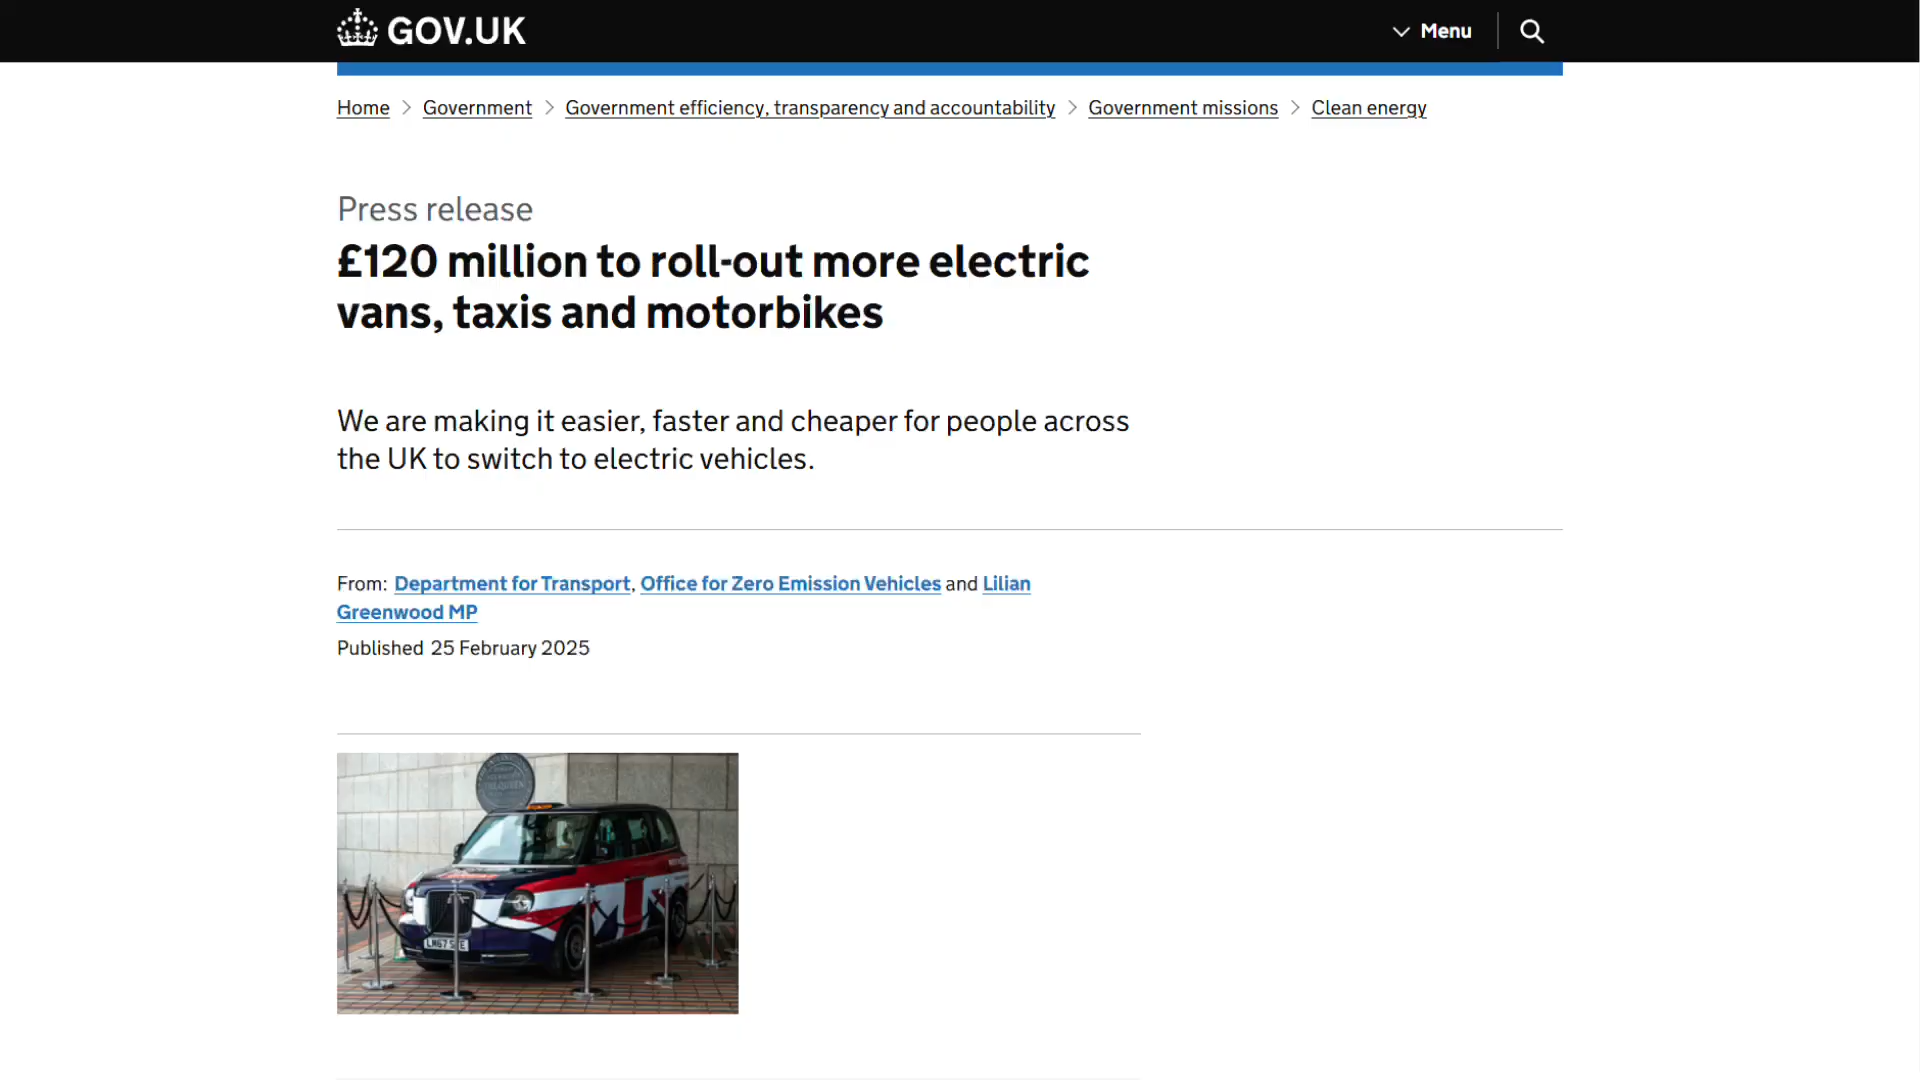 GOV.UK
Menu
Home > Government > Government efficiency, transparency and accountability > Government missions > Clean energy
Press release
£120 million to roll-out more electric
vans, taxis and motorbikes
We are making it easier, faster and cheaper for people across
the UK to switch to electric vehicles.
From: Department for Transport, Office for Zero Emission Vehicles and Lilian
Greenwood MP
Published 25 February 2025